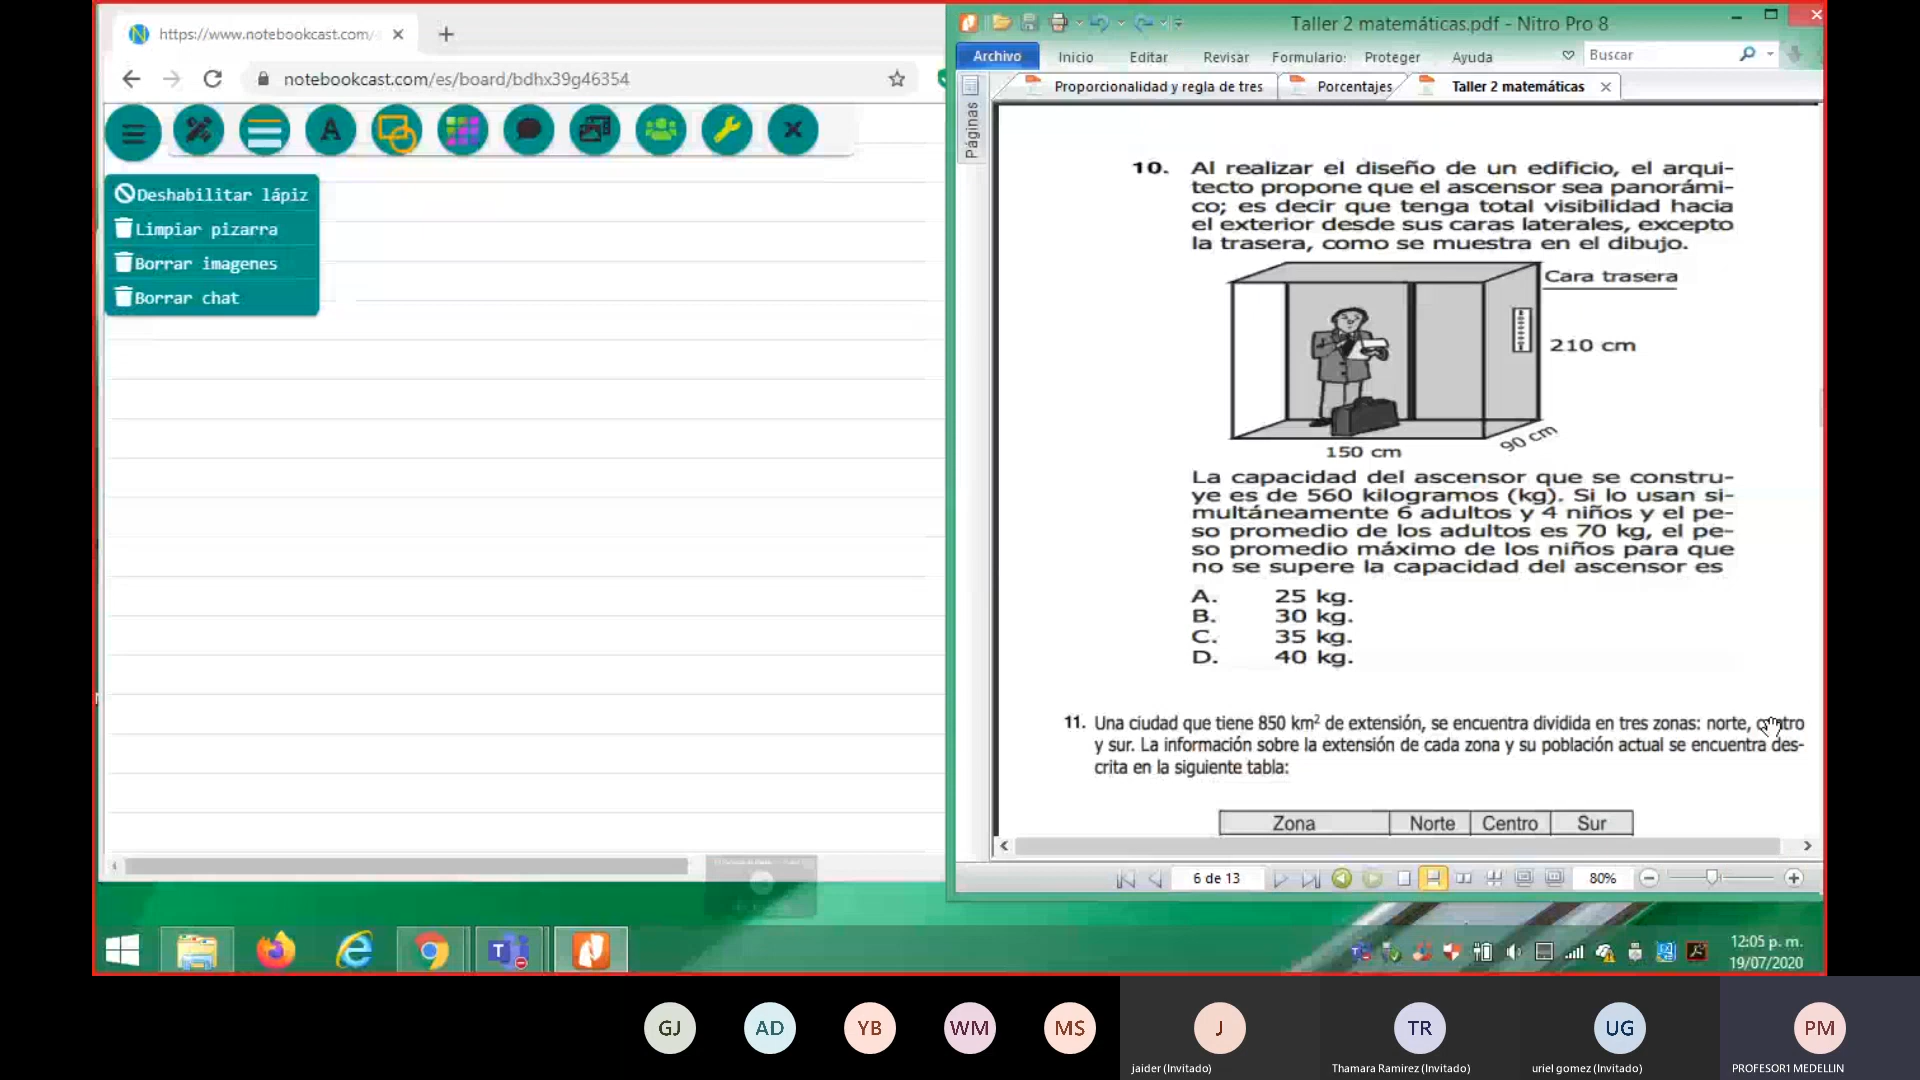 https://www.notebookcast.com/
notebookcast.com/es/board/bdhx39g46354
A
Deshabilitar lápiz
Limpiar pizarra
Borrar imagenes
Borrar chat
Taller 2 matemáticas.pdf - Nitro Pro 8
Archivo Inicio Editar Revisar Formulario: Proteger Ayuda Buscar
Proporcionalidad y regla de tres Porcentajes Taller 2 matemáticas
Páginas
10. Al realizar el diseño de un edificio, el arqui-
tecto propone que el ascensor sea panorámi-
co; es decir que tenga total visibilidad hacia
el exterior desde sus caras laterales, excepto
la trasera, como se muestra en el dibujo.
Cara trasera
210 cm
90 cm
150 cm
La capacidad del ascensor que se constru-
ye es de 560 kilogramos (kg). Si lo usan si-
multáneamente 6 adultos y 4 niños y el pe-
so promedio de los adultos es 70 kg, el pe-
so promedio máximo de los niños para que
no se supere la capacidad del ascensor es
A. 25 kg.
B. 30 kg.
C. 35 kg.
D. 40 kg.
11. Una ciudad que tiene 850 km² de extensión, se encuentra dividida en tres zonas: norte, centro
y sur. La información sobre la extensión de cada zona y su población actual se encuentra des-
crita en la siguiente tabla:
Zona Norte Centro Sur
6 de 13
80%
12:05 p. m.
19/07/2020
GJ AD YB WM MS J TR UG PM
jaider (Invitado) Thamara Ramirez (Invitado) uriel gomez (Invitado) PROFESOR1 MEDELLIN